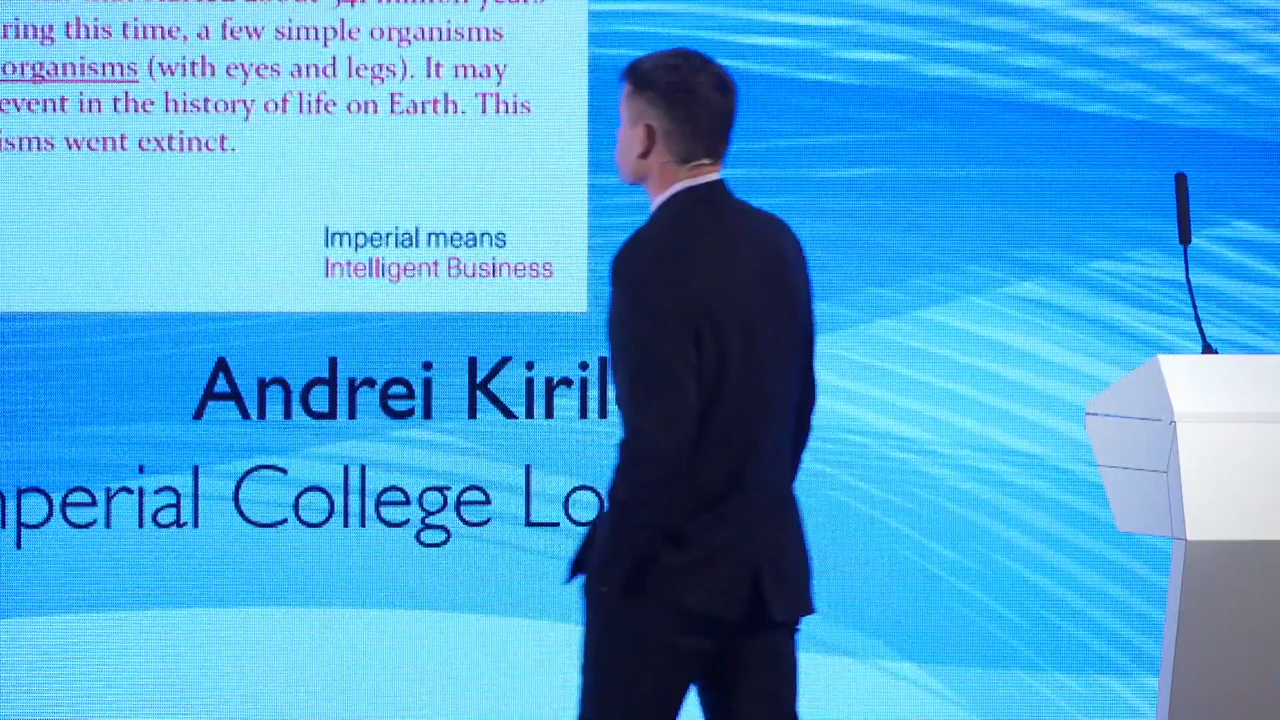 ring this time, a few simple organisms
organisms (with eyes and legs). It may
event in the history of life on Earth. This
isms went extinct.
Imperial means
Intelligent Business
Andrei Kiril
mperial College Lo